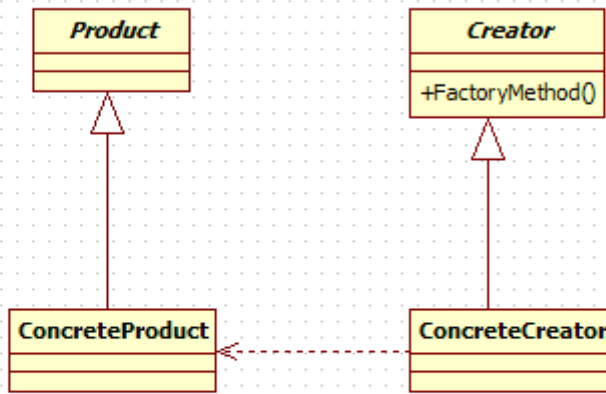 Product
Creator
+FactoryMethod()
ConcreteProduct
ConcreteCreator